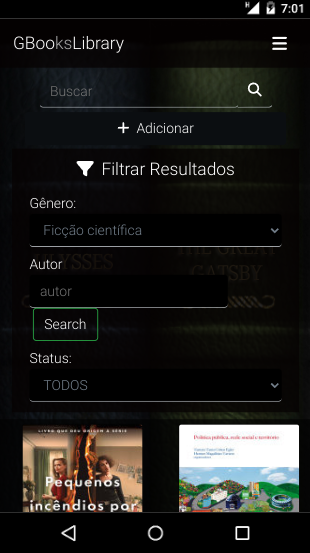 H 7:01
GBooksLibrary
Buscar
+ Adicionar
Filtrar Resultados
Gênero:
Ficção científica
ULYSSES
THE GREAT
GATSBY
Autor
autor
Search
Status:
TODOS
LIVRO QUE DEU ORIGEM À SÉRIE
Pequenos
incêndios por
Política pública, rede social e território